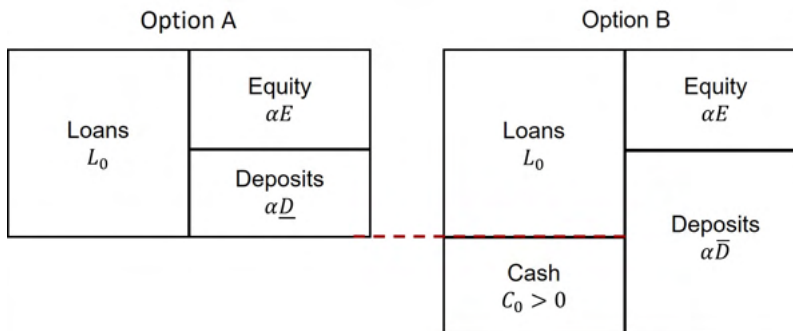 Option A
Loans
L₀
Equity
αE
Deposits
αD̲
Option B
Loans
L₀
Cash
C₀ > 0
Equity
αE
Deposits
αD̅